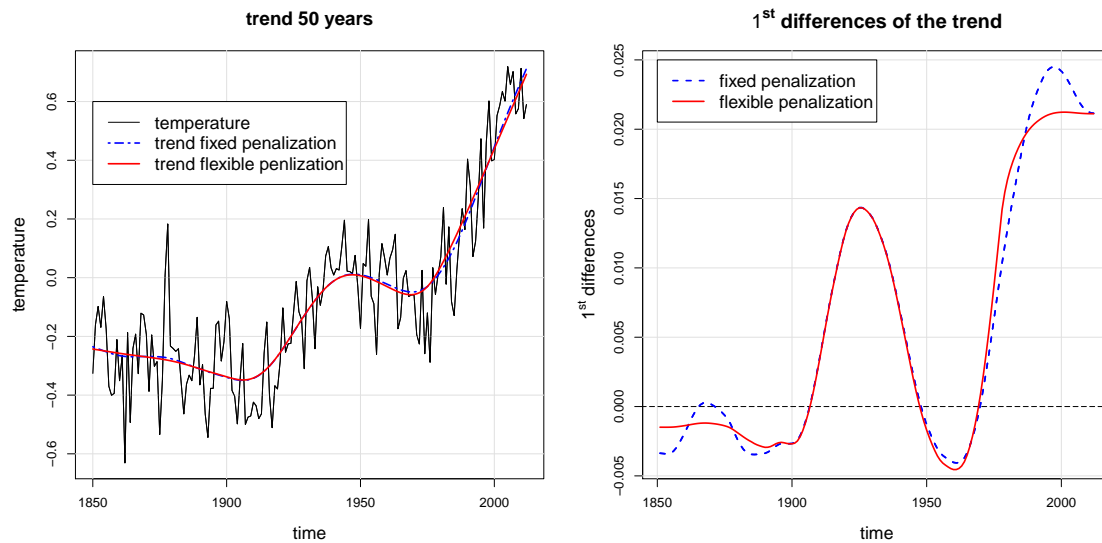 trend 50 years
temperature
0.6
0.4
0.2
0.0
−0.2
−0.4
−0.6
temperature
trend fixed penalization
trend flexible penlization
1850
1900
1950
2000
time
1st differences of the trend
1st differences
0.025
0.020
0.015
0.010
0.005
0.000
−0.005
fixed penalization
flexible penalization
1850
1900
1950
2000
time